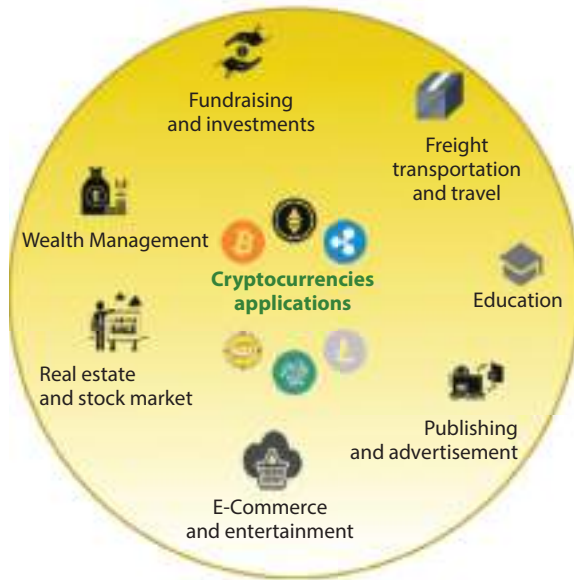 Fundraising
and investments
Freight
transportation
and travel
Wealth Management
Cryptocurrencies
applications
Education
Real estate
and stock market
Publishing
and advertisement
E-Commerce
and entertainment